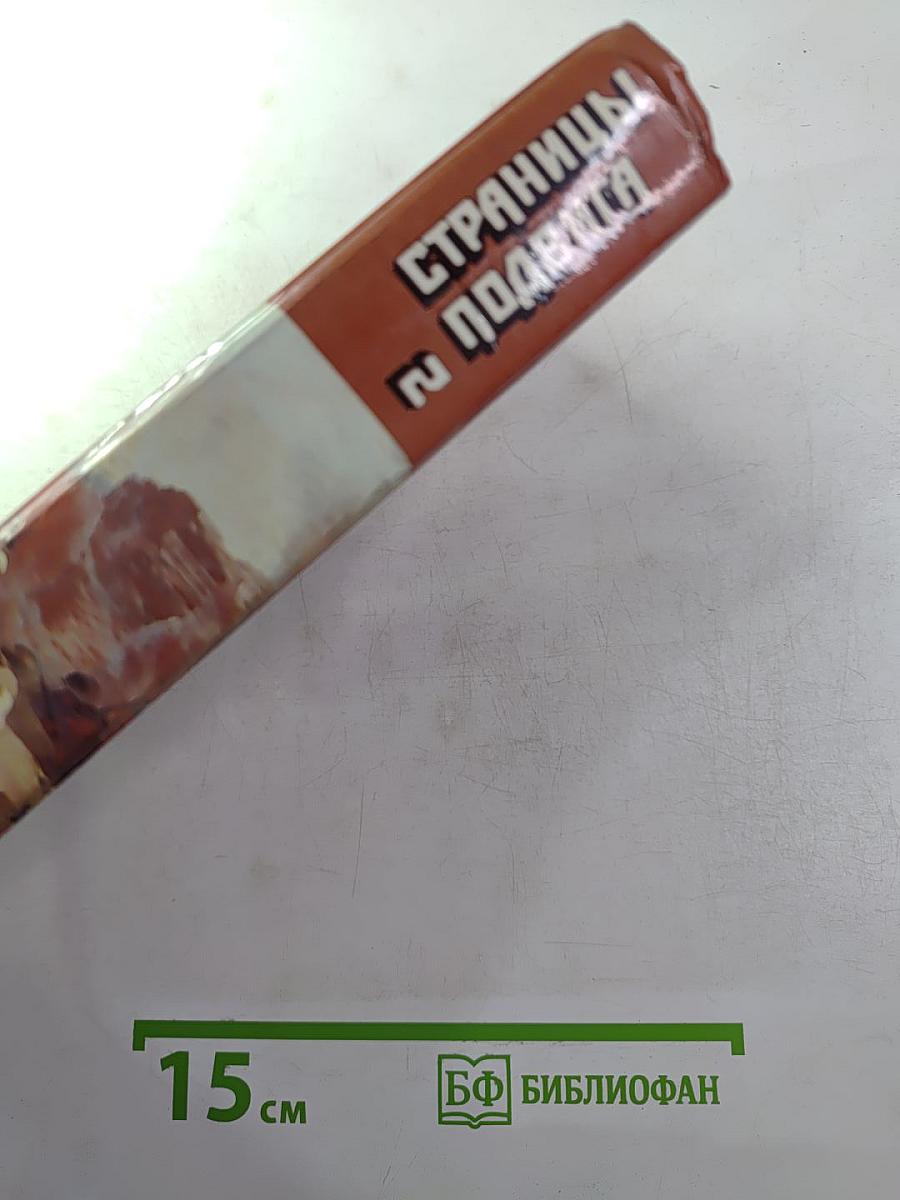 СТРАНИЦЫ
ПОДВИГА
2
15 см
БФ БИБЛИОФАН